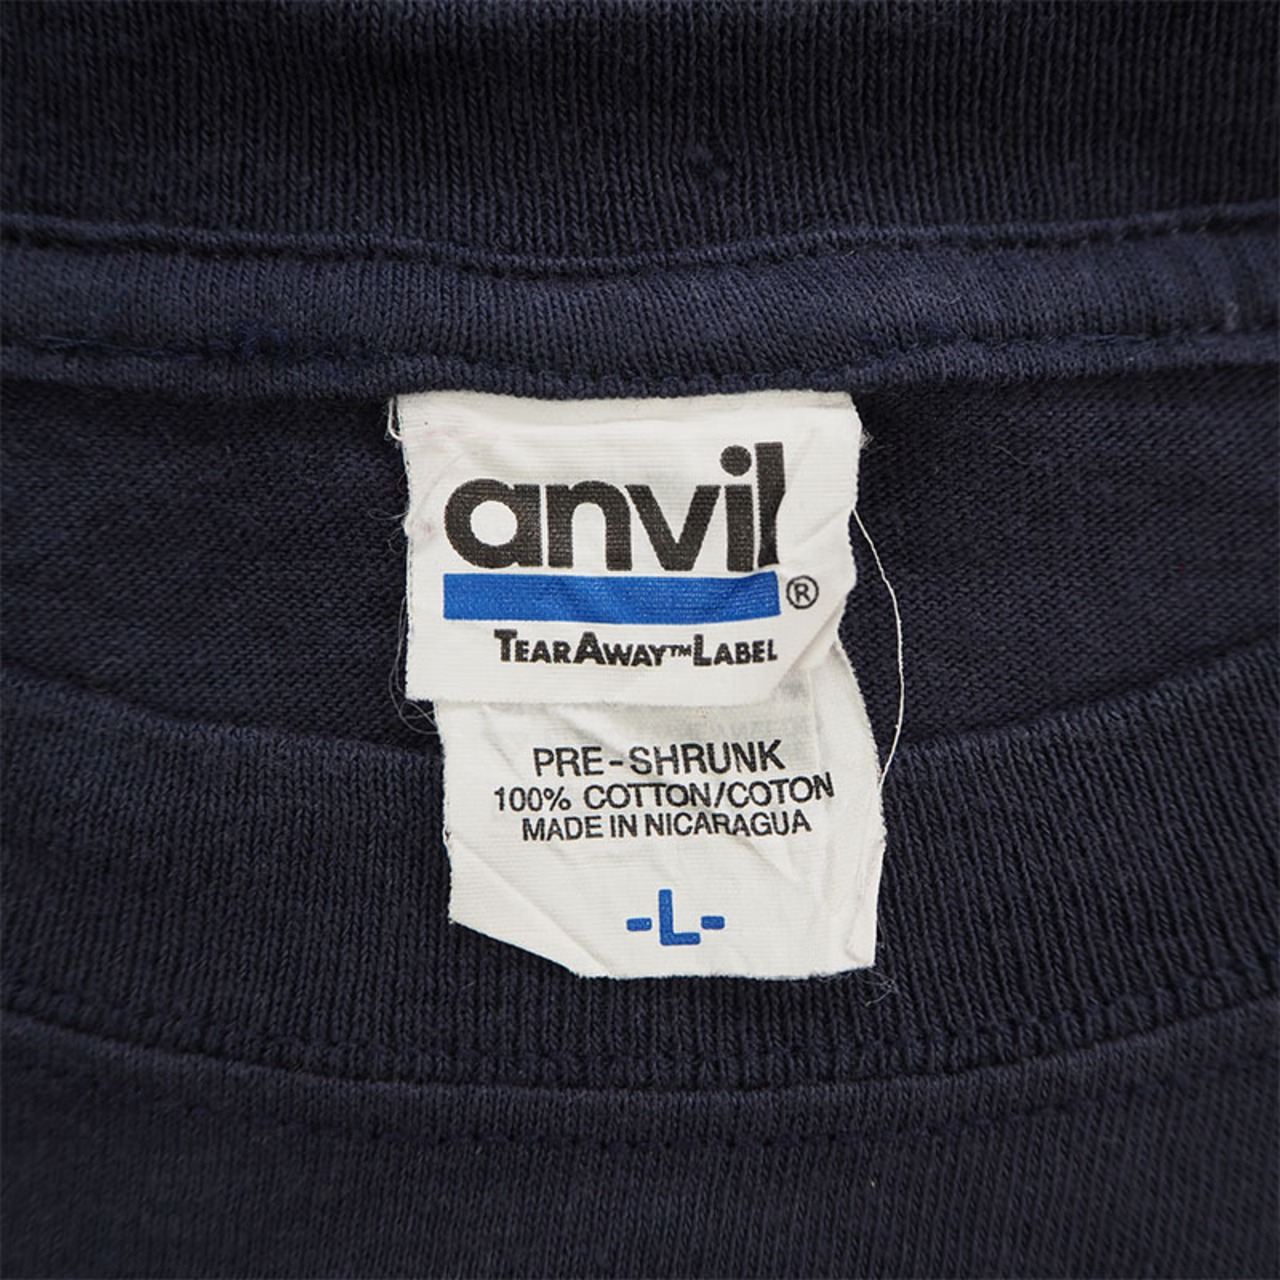 anvil
®
TEARAWAY™LABEL
PRE-SHRUNK
100% COTTON/COTON
MADE IN NICARAGUA
-L-